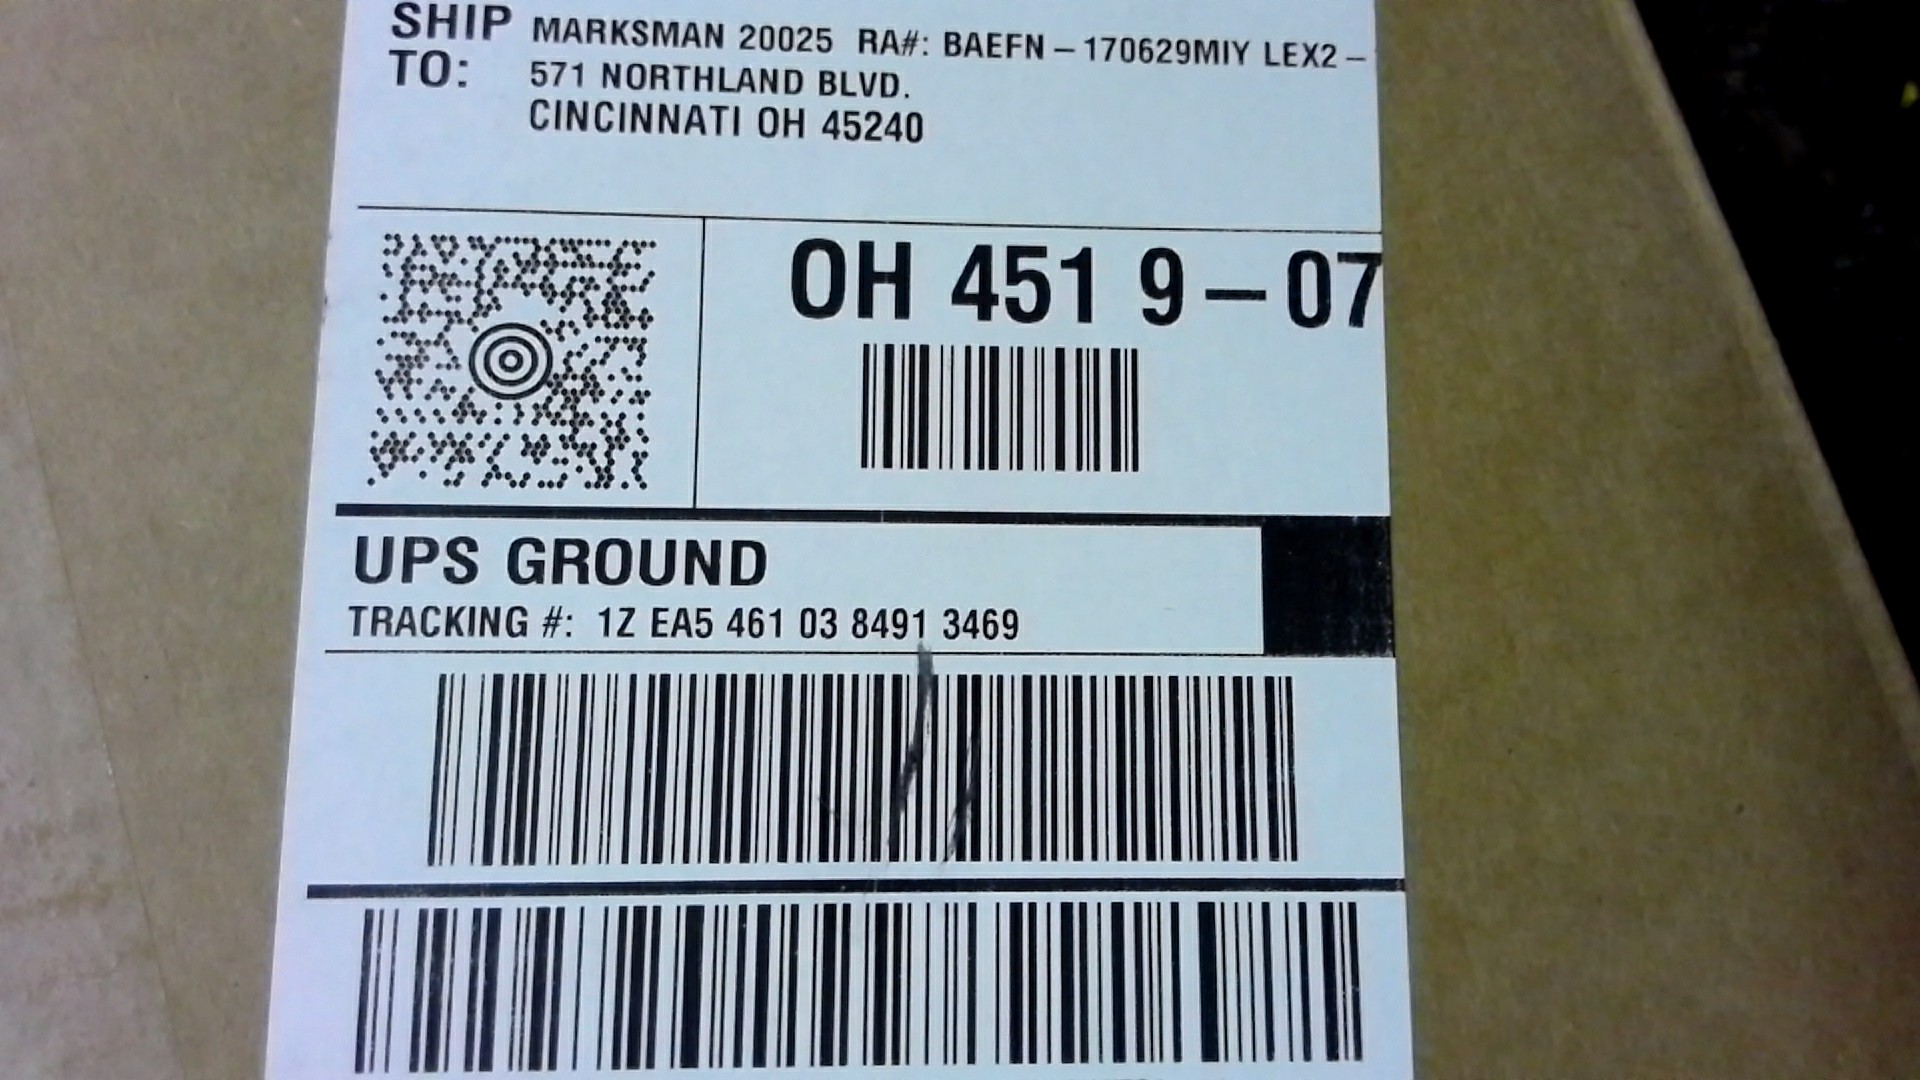 SHIP TO: MARKSMAN 20025 RA#: BAEFN – 170629MIY LEX2 –
571 NORTHLAND BLVD.
CINCINNATI OH 45240
OH 451 9 – 07
UPS GROUND
TRACKING #: 1Z EA5 461 03 8491 3469